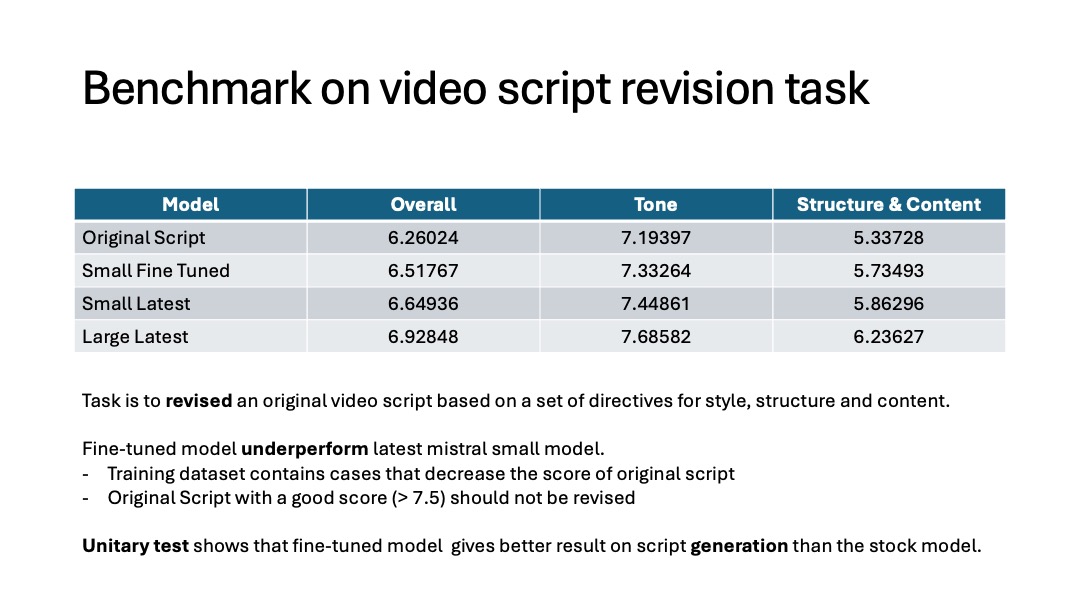 Benchmark on video script revision task
Model Overall Tone Structure & Content
Original Script 6.26024 7.19397 5.33728
Small Fine Tuned 6.51767 7.33264 5.73493
Small Latest 6.64936 7.44861 5.86296
Large Latest 6.92848 7.68582 6.23627
Task is to revised an original video script based on a set of directives for style, structure and content.
Fine-tuned model underperform latest mistral small model.
- Training dataset contains cases that decrease the score of original script
- Original Script with a good score (> 7.5) should not be revised
Unitary test shows that fine-tuned model gives better result on script generation than the stock model.